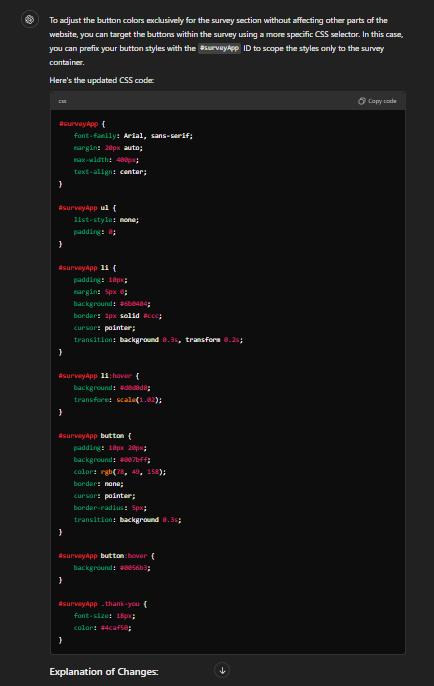 To adjust the button colors exclusively for the survey section without affecting other parts of the
website, you can target the buttons within the survey using a more specific CSS selector. In this case,
you can prefix your button styles with the #surveyApp ID to scope the styles only to the survey
container.
Here's the updated CSS code:
css
Copy code
#surveyApp {
font-family: Arial, sans-serif;
margin: 20px auto;
max-width: 400px;
text-align: center;
}
#surveyApp ul {
list-style: none;
padding: 0;
}
#surveyApp li {
padding: 10px;
margin: 5px 0;
background: #6b0404;
border: 1px solid #ccc;
cursor: pointer;
transition: background 0.3s, transform 0.2s;
}
#surveyApp li:hover {
background: #d0d0d0;
transform: scale(1.02);
}
#surveyApp button {
padding: 10px 20px;
background: #007bff;
color: rgb(78, 49, 158);
border: none;
cursor: pointer;
border-radius: 5px;
transition: background 0.3s;
}
#surveyApp button:hover {
background: #0056b3;
}
#surveyApp .thank-you {
font-size: 18px;
color: #4caf50;
}
Explanation of Changes: